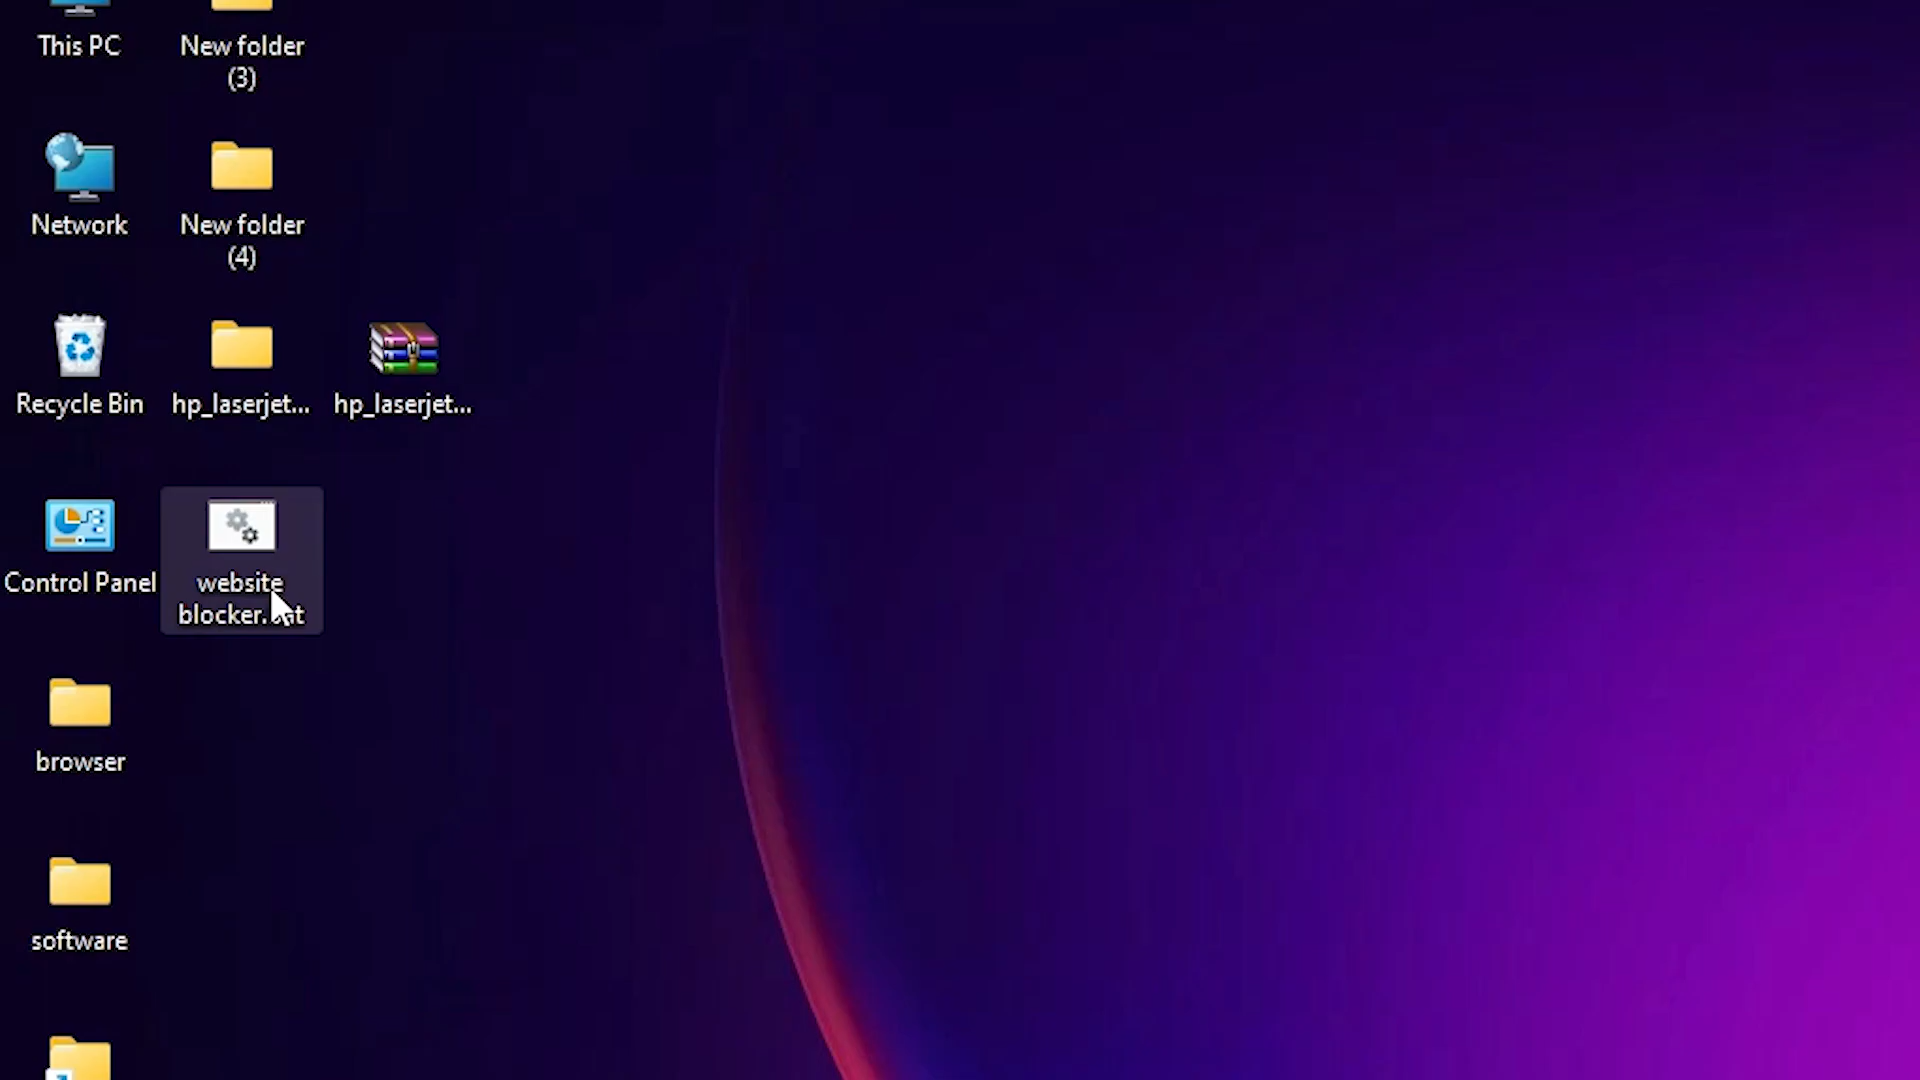 This PC
New folder
(3)
Network
New folder
(4)
Recycle Bin
hp_laserjet...
hp_laserjet...
Control Panel
website
browser
software